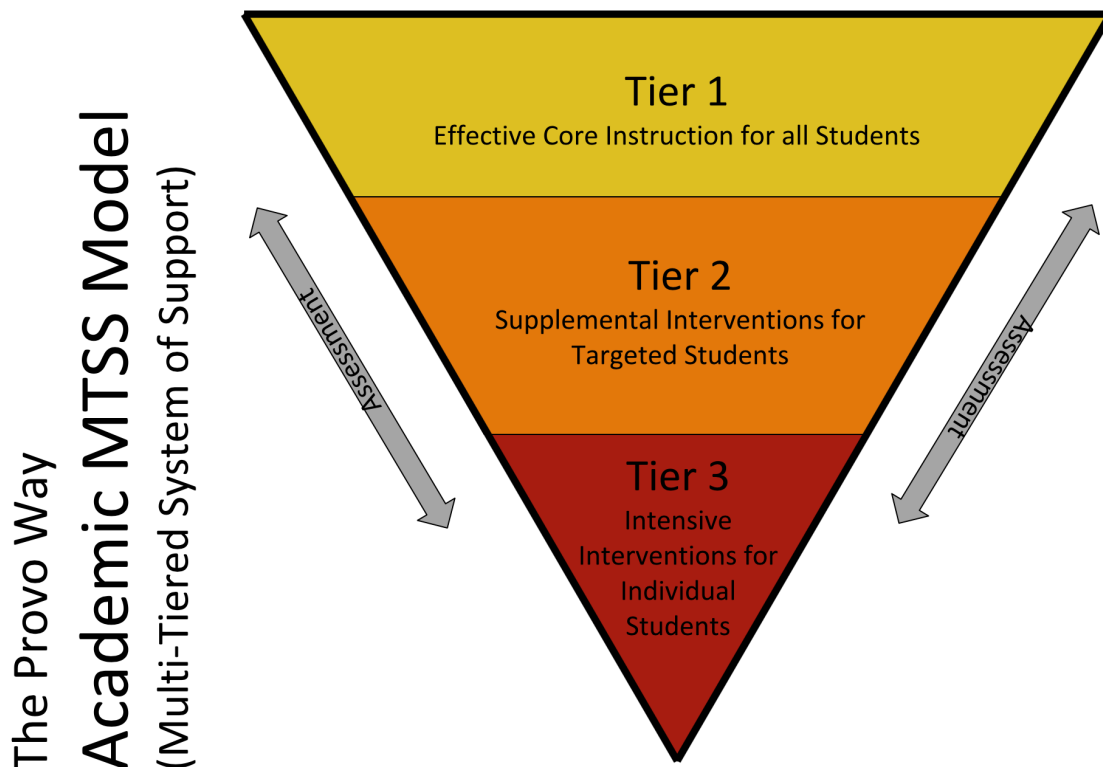 The Provo Way
Academic MTSS Model
(Multi-Tiered System of Support)
Tier 1
Effective Core Instruction for all Students
Tier 2
Supplemental Interventions for
Targeted Students
Tier 3
Intensive
Interventions for
Individual
Students
Assessment
Assessment